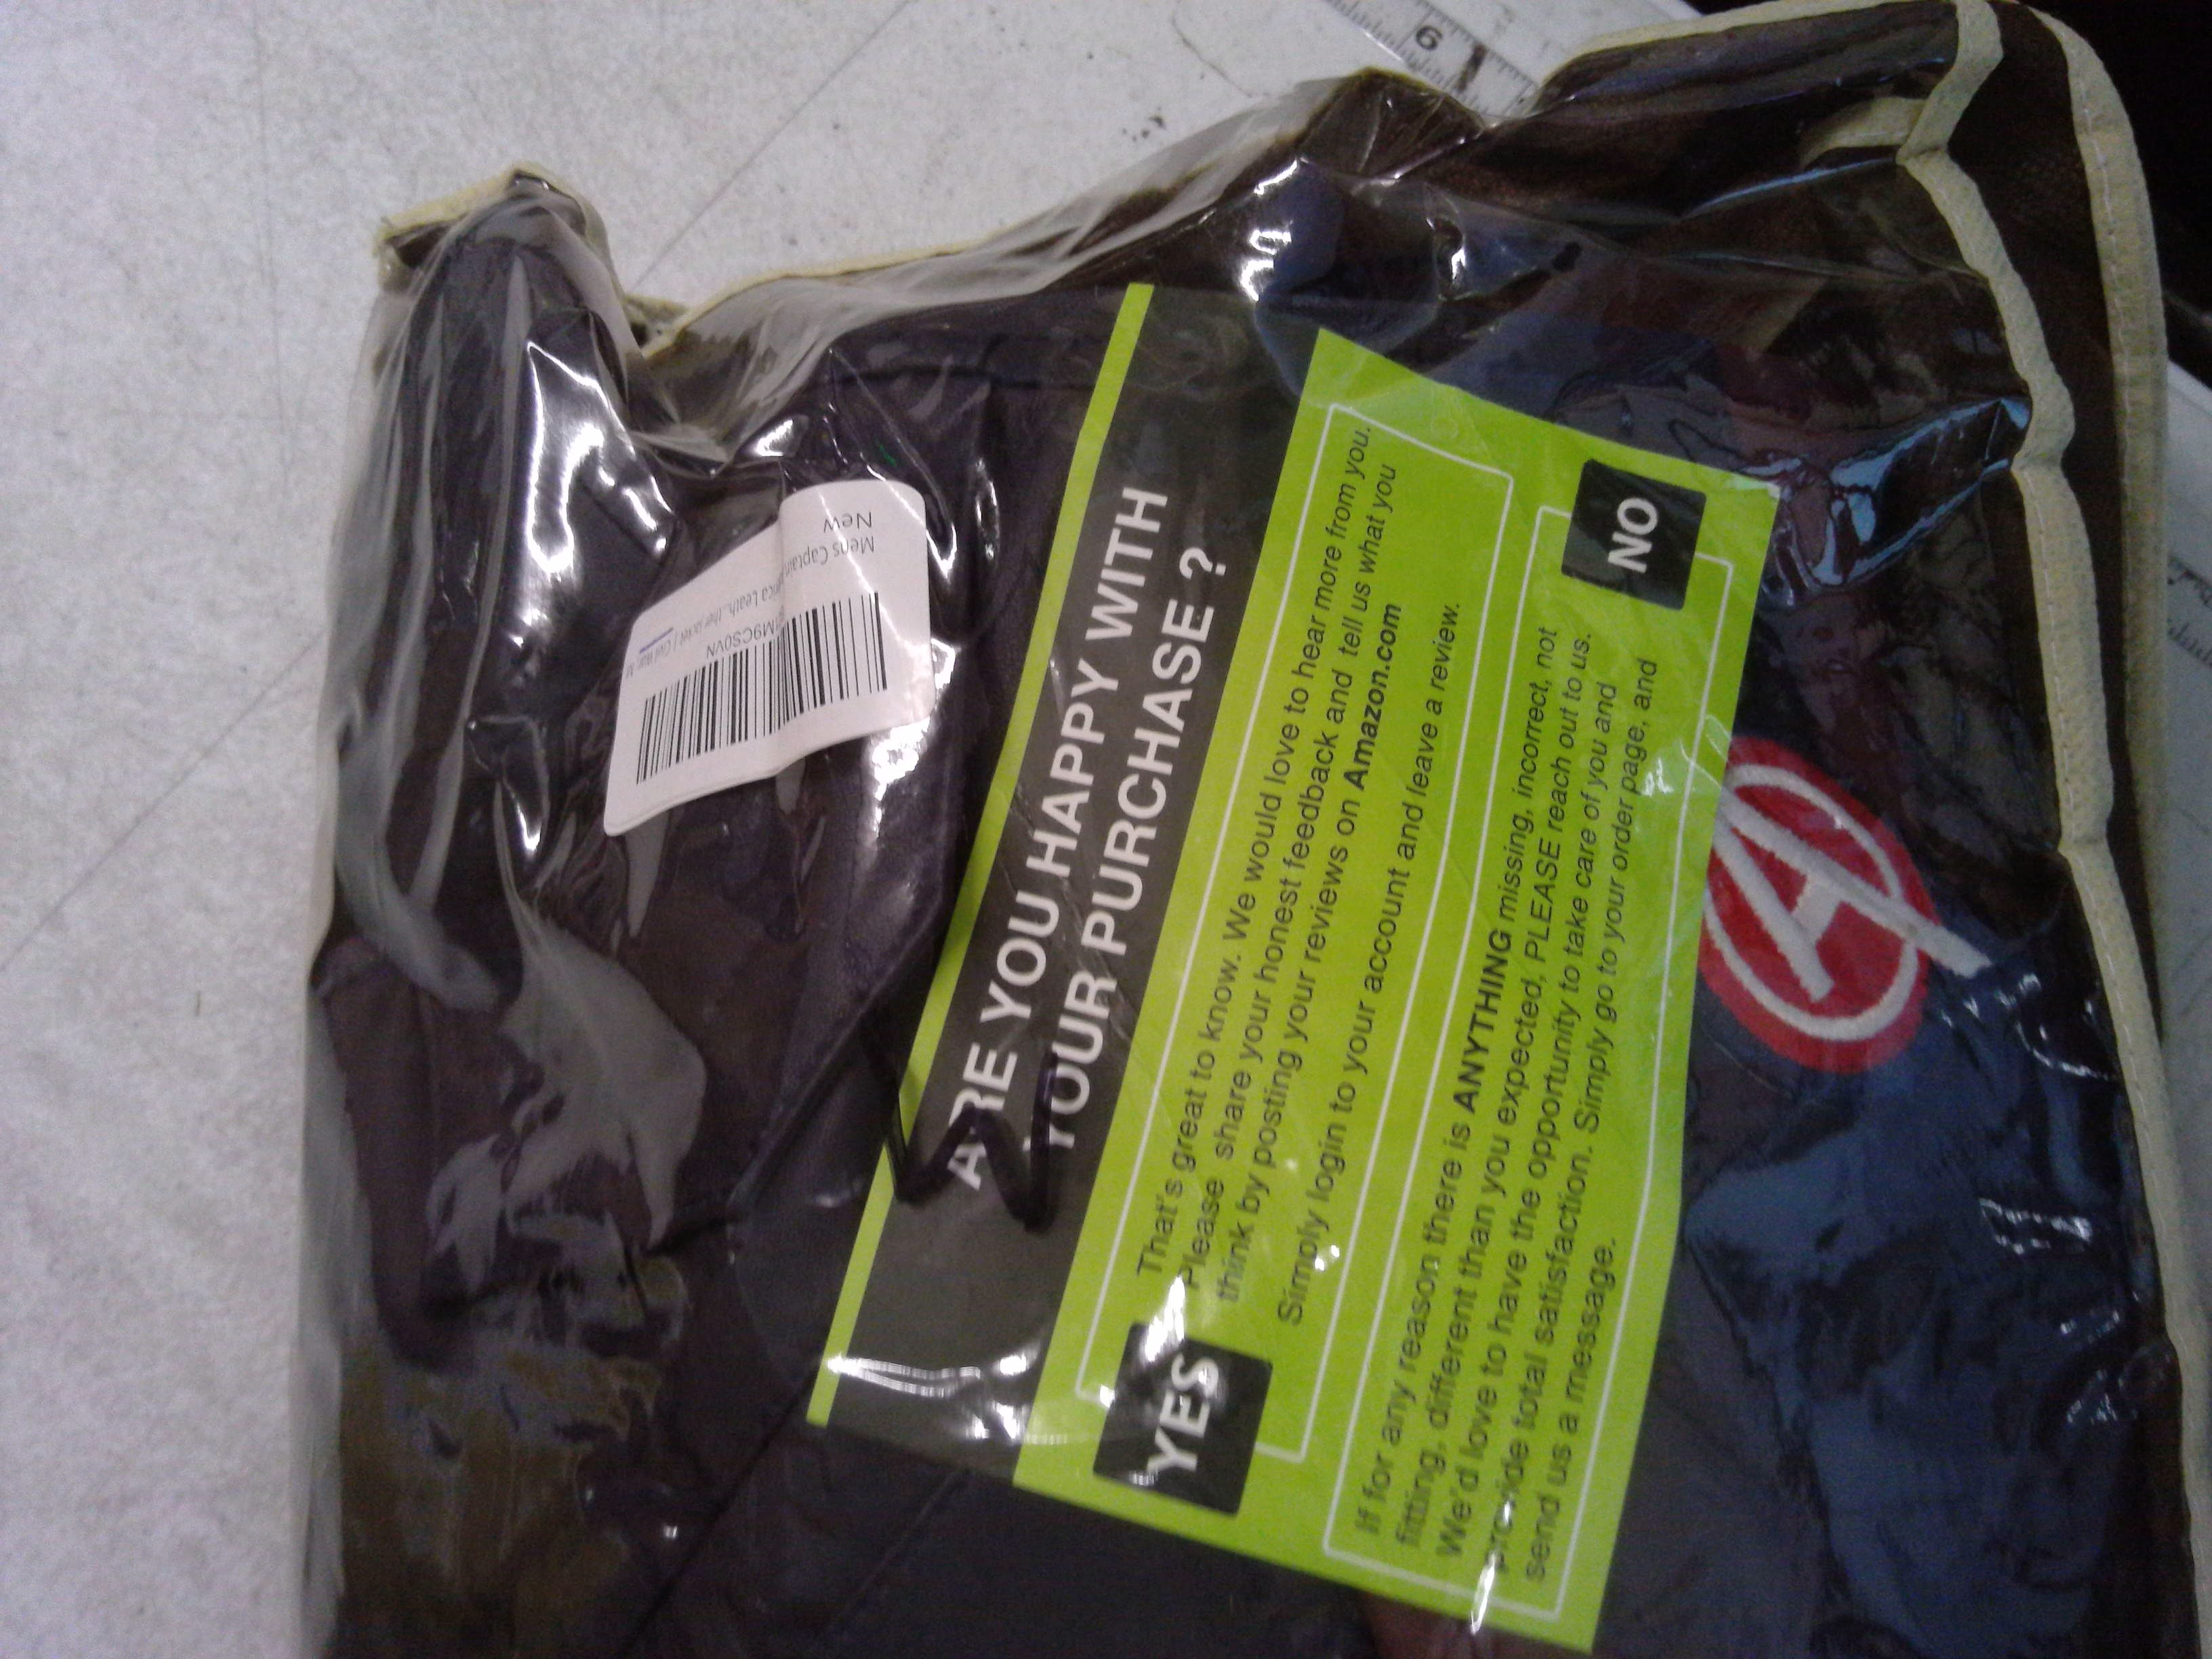 ARE YOU HAPPY WITH
YOUR PURCHASE ?
YES
That's great to know. We would love to hear more from you.
Please share your honest feedback and tell us what you
think by posting your reviews on Amazon.com
Simply login to your account and leave a review.
NO
If for any reason there is ANYTHING missing, incorrect, not
fitting, different than you expected, PLEASE reach out to us.
We'd love to have the opportunity to take care of you and
provide total satisfaction. Simply go to your order page, and
send us a message.
M9CS0VN
Mens Captain
New
M
A
6